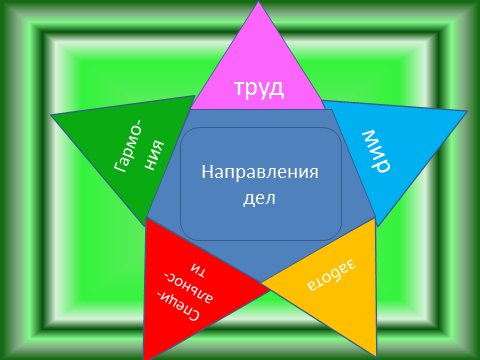 труд
Гармо-
ния
мир
Направления
дел
забота
Специ-
альнос-
ти